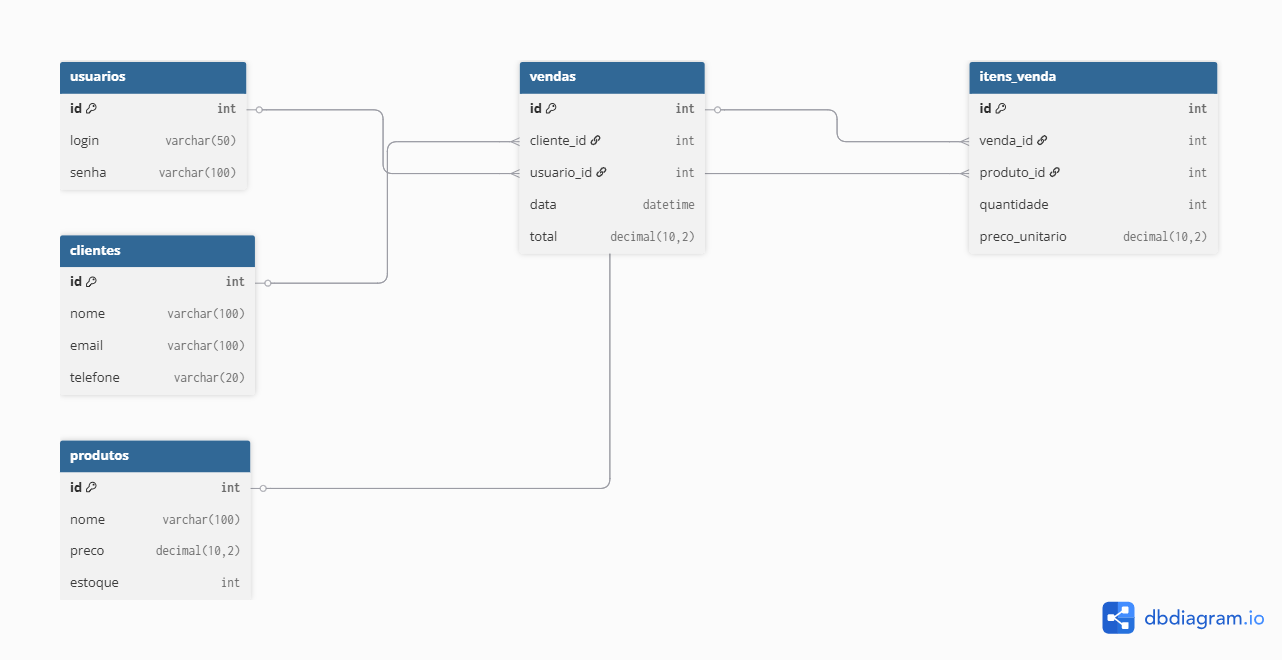 usuarios
id int
login varchar(50)
senha varchar(100)
clientes
id int
nome varchar(100)
email varchar(100)
telefone varchar(20)
produtos
id int
nome varchar(100)
preco decimal(10,2)
estoque int
vendas
id int
cliente_id int
usuario_id int
data datetime
total decimal(10,2)
itens_venda
id int
venda_id int
produto_id int
quantidade int
preco_unitario decimal(10,2)
dbdiagram.io